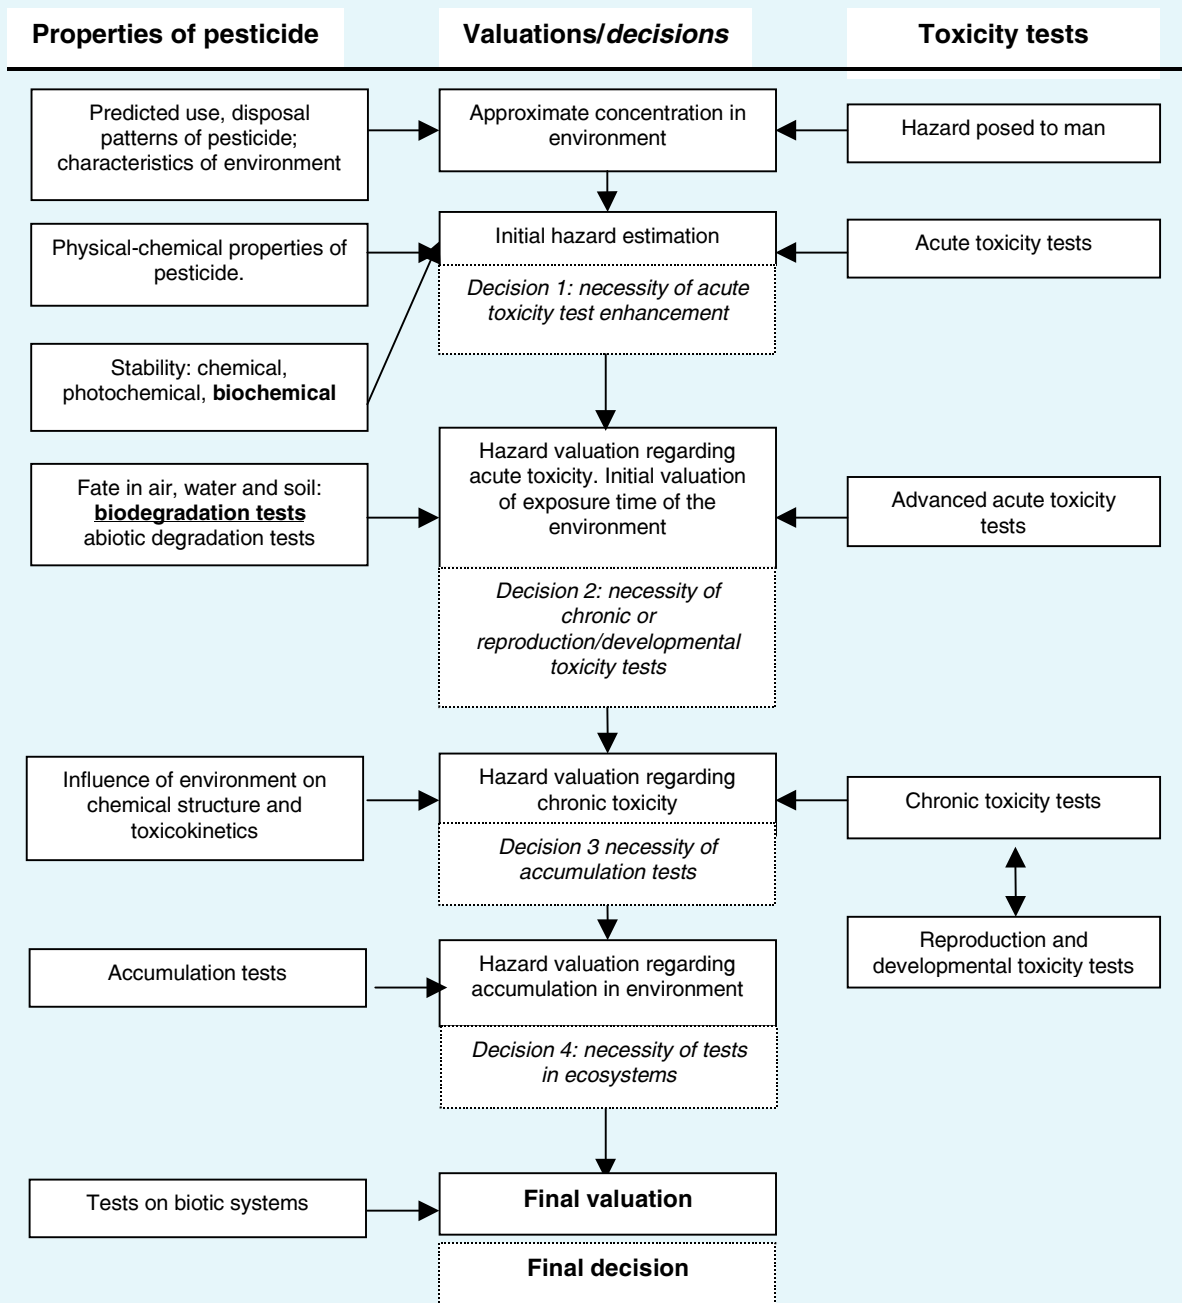 Properties of pesticide
Valuations/decisions
Toxicity tests
Predicted use, disposal
patterns of pesticide;
characteristics of environment
Approximate concentration in
environment
Hazard posed to man
Physical-chemical properties of
pesticide.
Initial hazard estimation
Acute toxicity tests
Decision 1: necessity of acute
toxicity test enhancement
Stability: chemical,
photochemical, biochemical
Fate in air, water and soil:
biodegradation tests
abiotic degradation tests
Hazard valuation regarding
acute toxicity. Initial valuation
of exposure time of the
environment
Advanced acute toxicity
tests
Decision 2: necessity of
chronic or
reproduction/developmental
toxicity tests
Influence of environment on
chemical structure and
toxicokinetics
Hazard valuation regarding
chronic toxicity
Chronic toxicity tests
Decision 3 necessity of
accumulation tests
Reproduction and
developmental toxicity tests
Accumulation tests
Hazard valuation regarding
accumulation in environment
Decision 4: necessity of tests
in ecosystems
Tests on biotic systems
Final valuation
Final decision